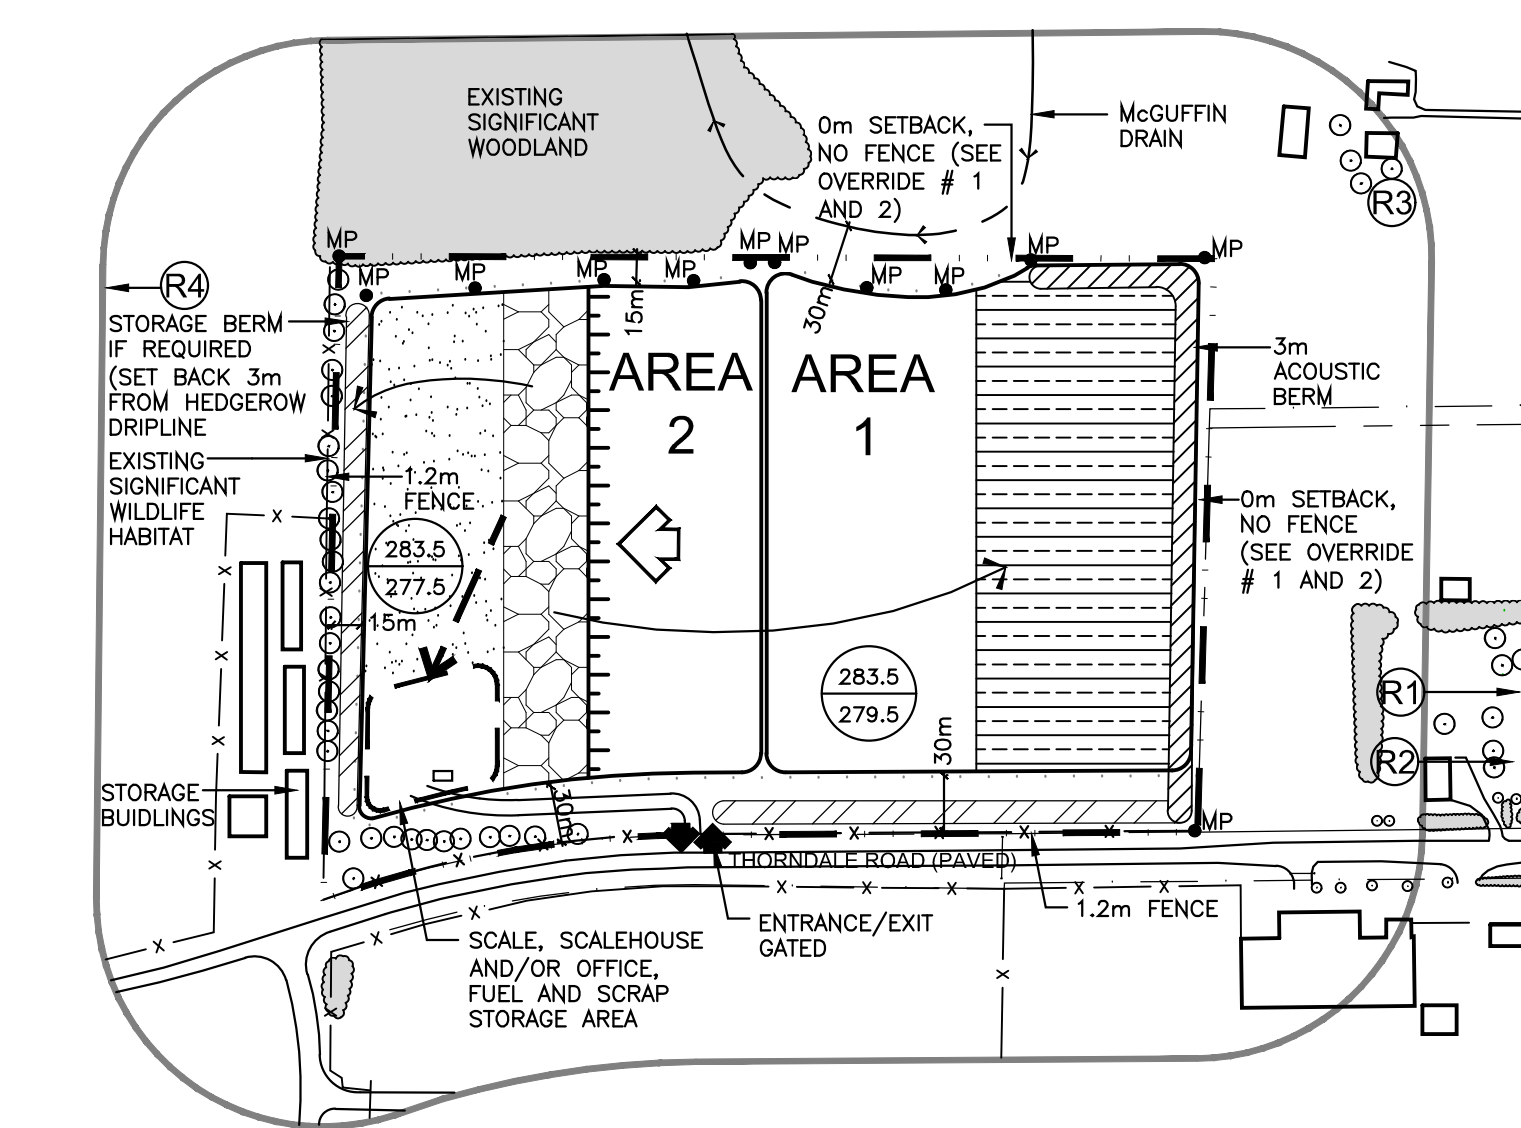 EXISTING
SIGNIFICANT
WOODLAND
0m SETBACK,
NO FENCE (SEE
OVERRIDE # 1
AND 2)
McGUFFIN
DRAIN
R3
MP
MP
MP
MP
MP
MP
MP
MP
MP
MP
MP
R4
15m
30m
STORAGE BERM
IF REQUIRED
(SET BACK 3m
FROM HEDGEROW
DRIPLINE
AREA
2
AREA
1
3m
ACOUSTIC
BERM
EXISTING
SIGNIFICANT
WILDLIFE
HABITAT
1.2m
FENCE
0m SETBACK,
NO FENCE
(SEE OVERRIDE
# 1 AND 2)
X
283.5
277.5
X
X
15m
X
X
X
283.5
279.5
R1
X
30m
R2
STORAGE
BUIDLINGS
30m
MP
X
X
X
X
X
X
X
X
THORNDALE ROAD (PAVED)
X
X
X
X
X
X
X
X
1.2m FENCE
ENTRANCE/EXIT
GATED
X
X
SCALE, SCALEHOUSE
AND/OR OFFICE,
FUEL AND SCRAP
STORAGE AREA
X
X